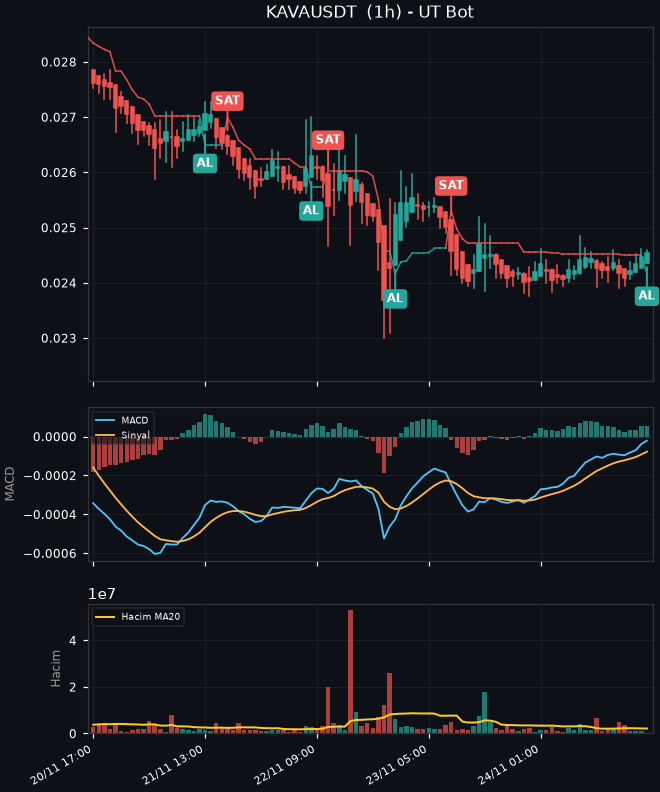 KAVAUSDT  (1h) - UT Bot
0.028
0.027
0.026
0.025
0.024
0.023
SAT
AL
SAT
AL
AL
SAT
AL
MACD
MACD
Sinyal
0.0000
−0.0002
−0.0004
−0.0006
1e7
Hacim
Hacim MA20
4
2
0
20/11 17:00
21/11 13:00
22/11 09:00
23/11 05:00
24/11 01:00